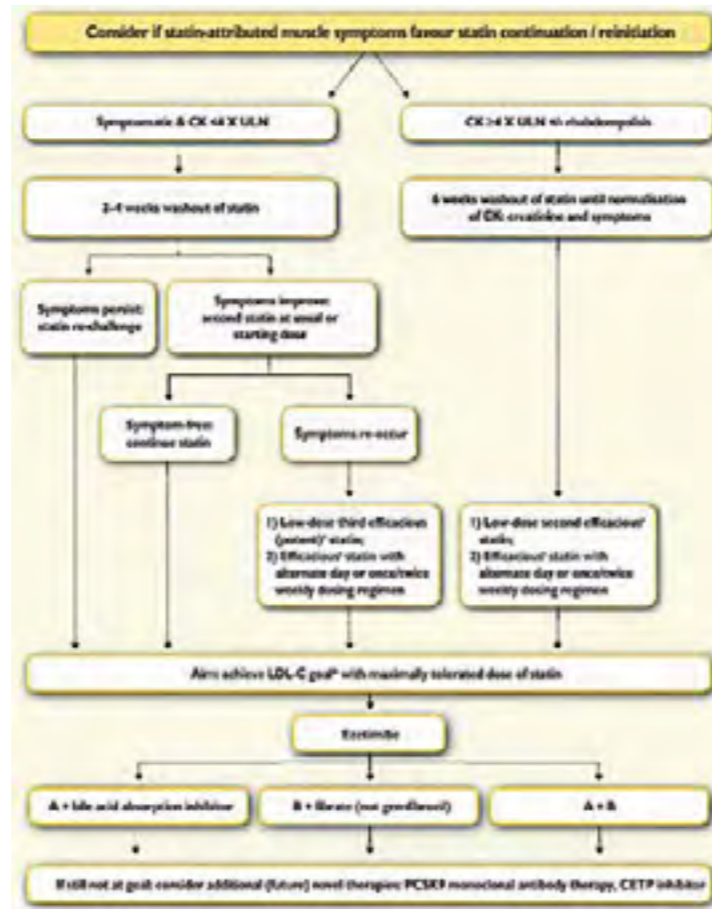 Consider if statin-attributed muscle symptoms favour statin continuation / reinitiation
Symptomatic & CK <4 X ULN
CK >4 X ULN +/- rhabdomyolysis
2-4 weeks washout of statin
6 weeks washout of statin until normalisation
of CK: creatinine and symptoms
Symptoms persist:
statin re-challenge
Symptoms improve:
second statin at usual or
starting dose
Symptom-free:
continue statin
Symptoms re-occur
1) Low-dose third efficacious
(potent) statin;
2) Efficacious statin with
alternate day or once/twice
weekly dosing regimen
1) Low-dose second efficacious
statin;
2) Efficacious statin with
alternate day or once/twice
weekly dosing regimen
Aim: achieve LDL-C goal* with maximally tolerated dose of statin
Ezetimibe
A + bile acid absorption inhibitor
B + fibrate (not gemfibrozil)
A + B
If still not at goal: consider additional (future) novel therapies: PCSK9 monoclonal antibody therapy, CETP inhibitor